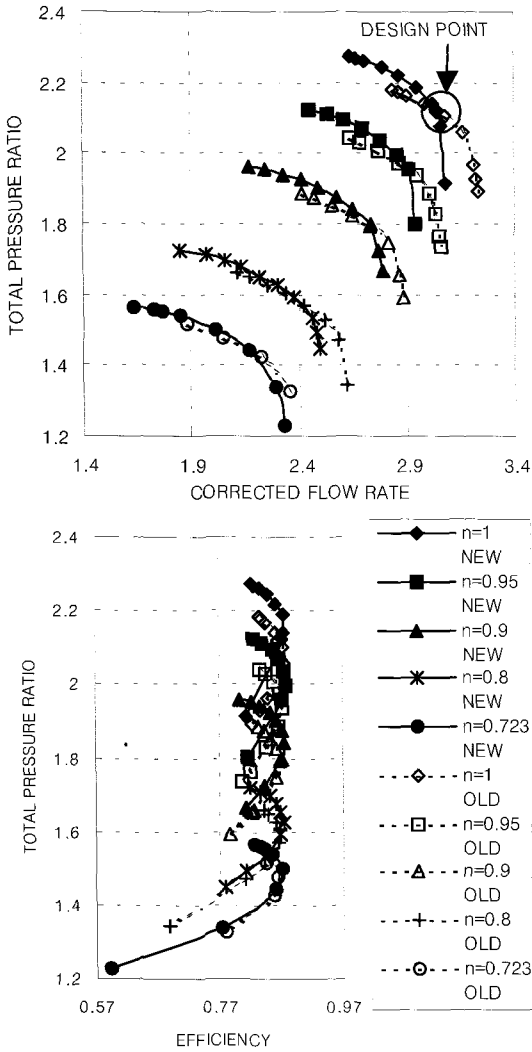 DESIGN POINT
2.4
2.2
2
1.8
1.6
1.4
1.2
TOTAL PRESSURE RATIO
1.4 1.9 2.4 2.9 3.4
CORRECTED FLOW RATE
2.4
2.2
2
1.8
1.6
1.4
1.2
TOTAL PRESSURE RATIO
0.57 0.77 0.97
EFFICIENCY
n=1
NEW
n=0.95
NEW
n=0.9
NEW
n=0.8
NEW
n=0.723
NEW
n=1
OLD
n=0.95
OLD
n=0.9
OLD
n=0.8
OLD
n=0.723
OLD